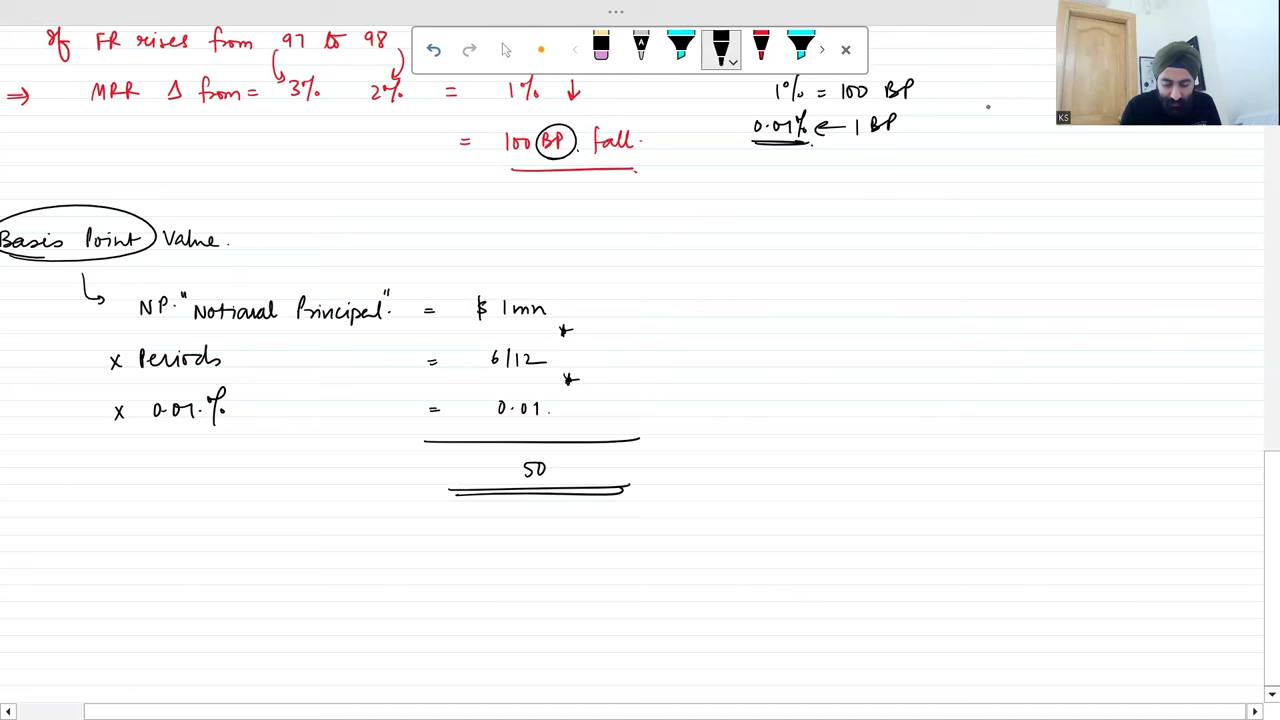 If FR rises from 97 to 98
⇒ MRR Δ from = 3% 2% = 1% ↓
1% = 100 BP
= 100 BP. fall.
0.01% ← 1 BP
KS
Basis Point Value.
NP. "Notional Principal". = $ 1mn
x Periods = 6/12
x 0.01.% = 0.01.
50